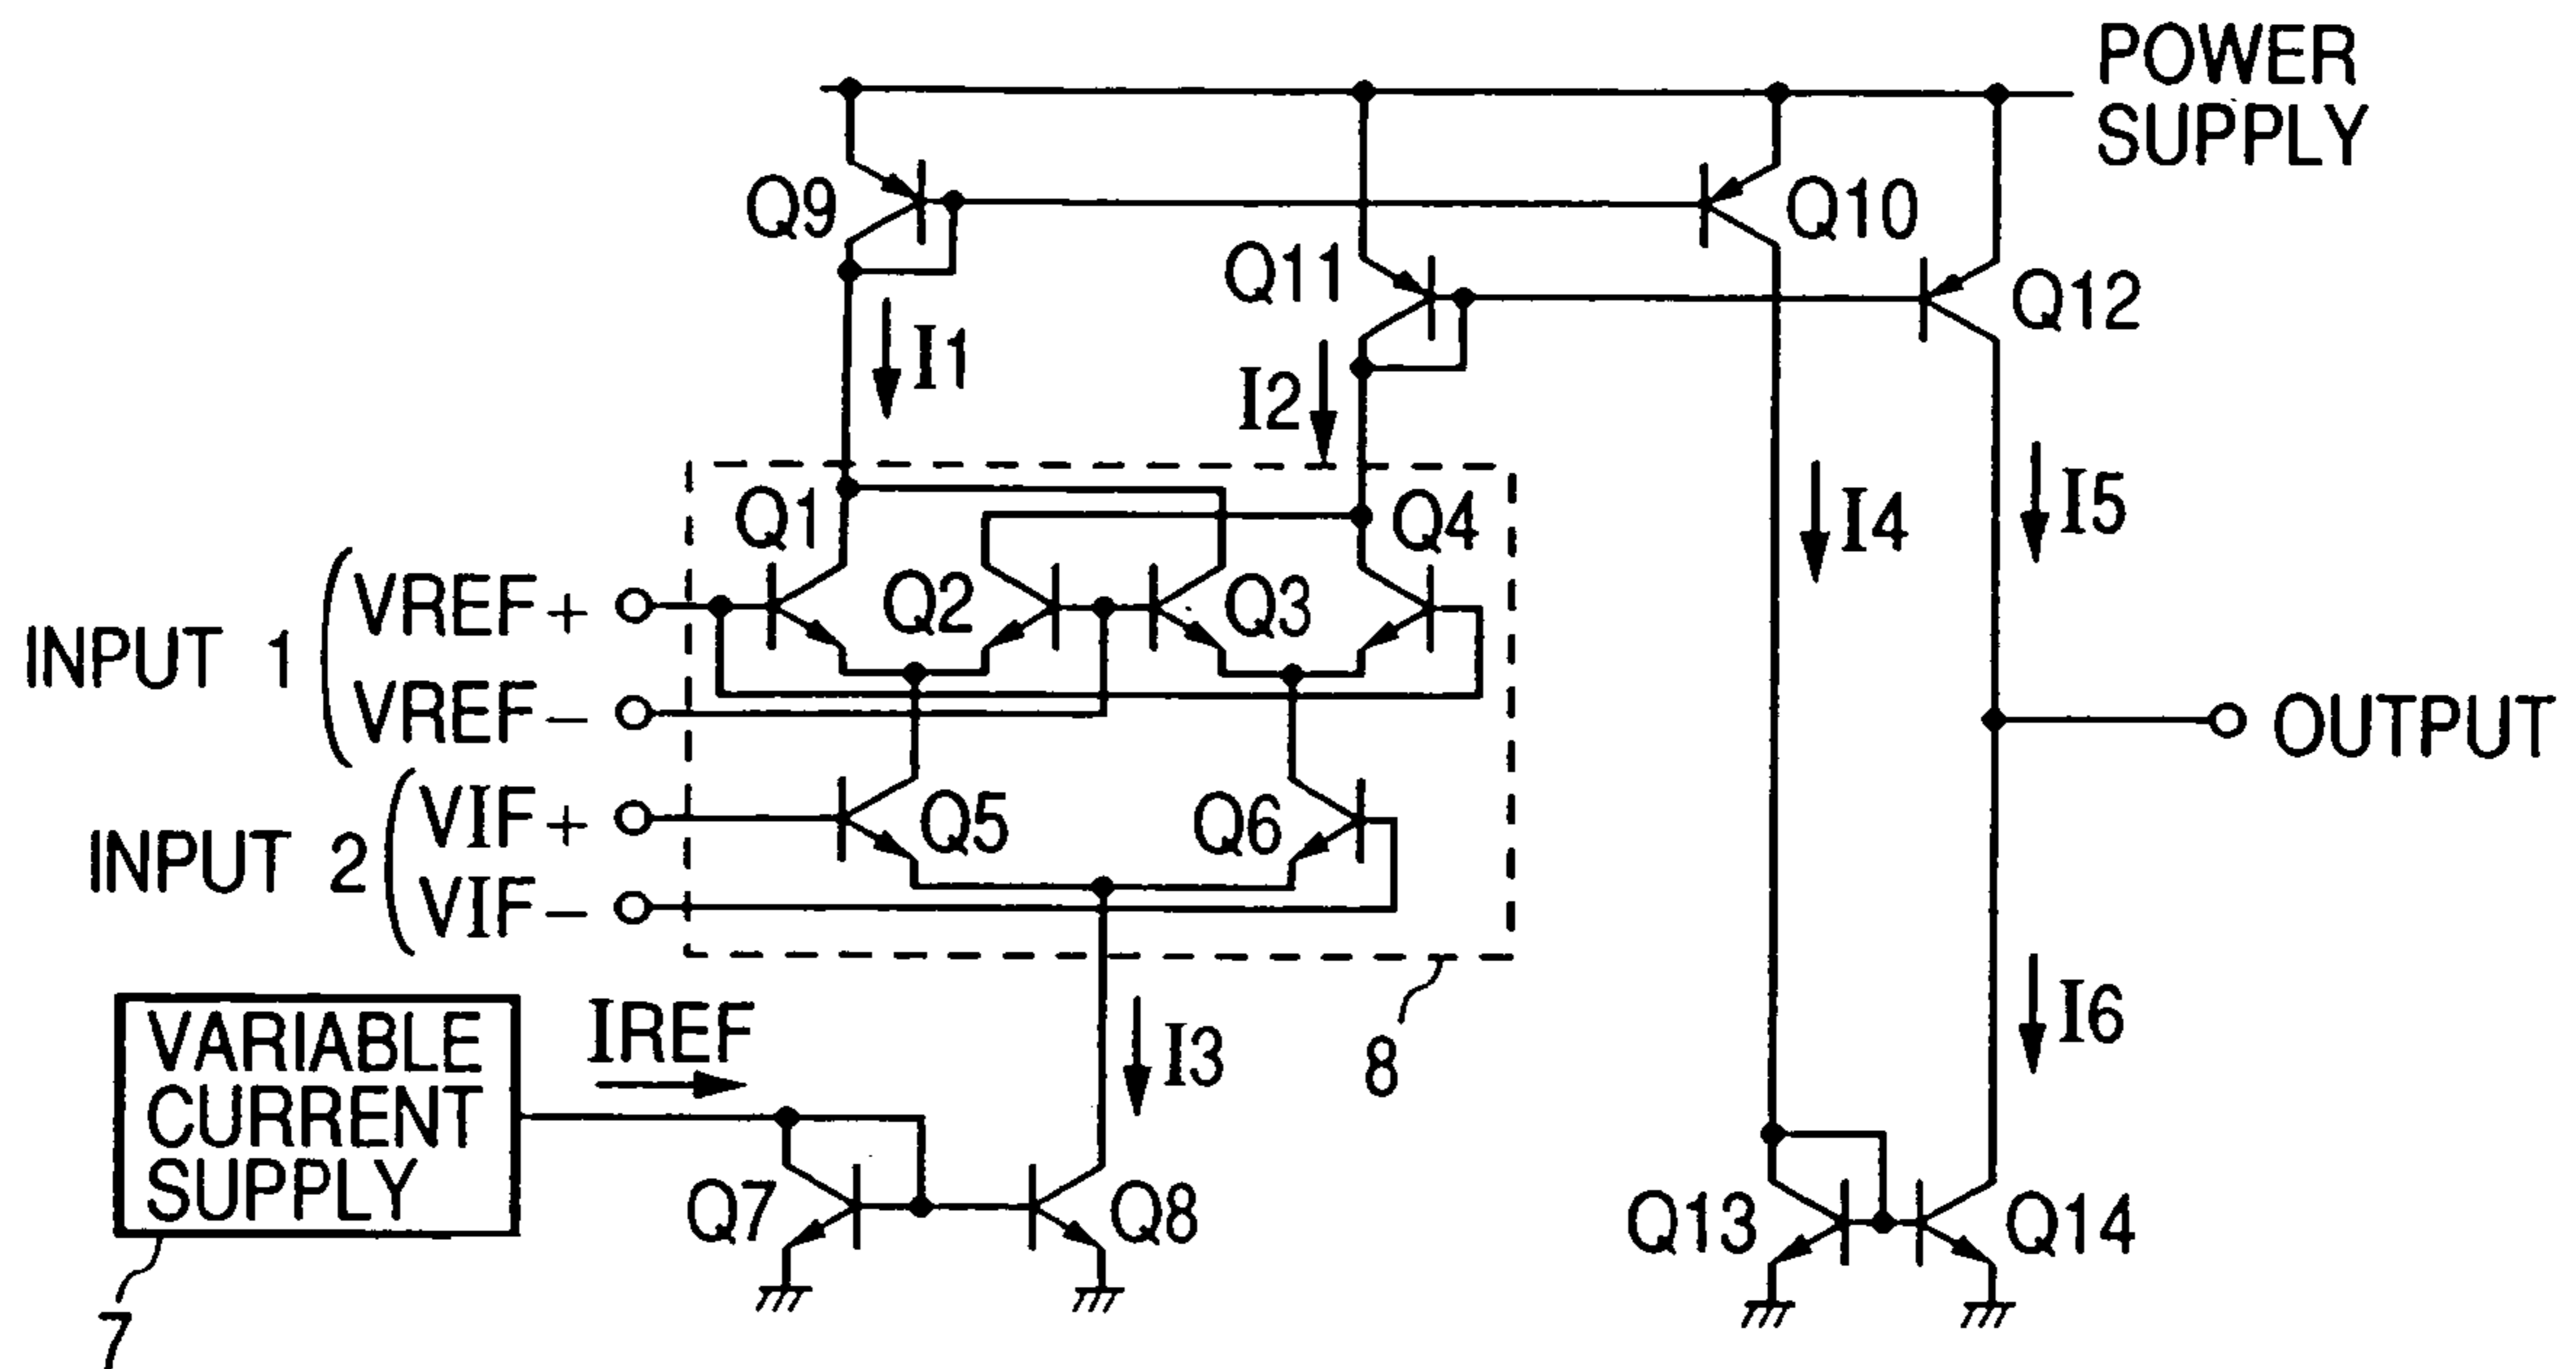 POWER
SUPPLY
Q9
Q10
Q11
Q12
I1
I2
Q1
Q4
I4
I5
Q2
Q3
INPUT 1
VREF+
VREF−
OUTPUT
INPUT 2
VIF+
VIF−
Q5
Q6
VARIABLE
CURRENT
SUPPLY
IREF
I3
8
I6
Q7
Q8
Q13
Q14
7